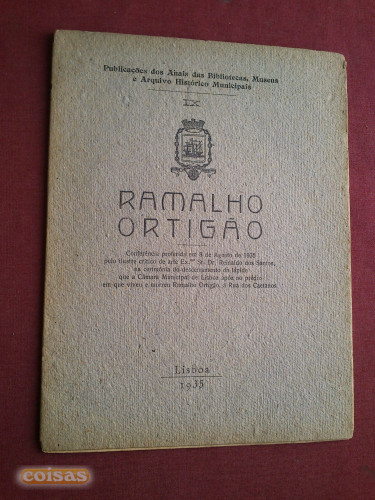 Publicações dos Anais das Bibliotecas, Museus
e Arquivo Histórico Municipais
IX
RAMALHO
ORTIGÃO
Conferência proferida em 8 de Agosto de 1935
pelo ilustre crítico de arte Ex.mo Sr. Dr. Reinaldo dos Santos,
na cerimónia do descerramento da lápide
que a Câmara Municipal de Lisboa apôs no prédio
em que viveu e morreu Ramalho Ortigão, à Rua dos Caetanos
Lisboa
1935
coisas